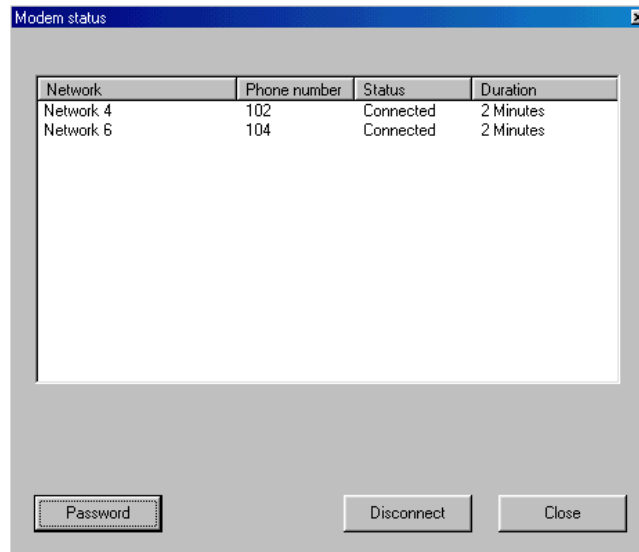 Modem status
Network Phone number Status Duration
Network 4 102 Connected 2 Minutes
Network 6 104 Connected 2 Minutes
Password Disconnect Close